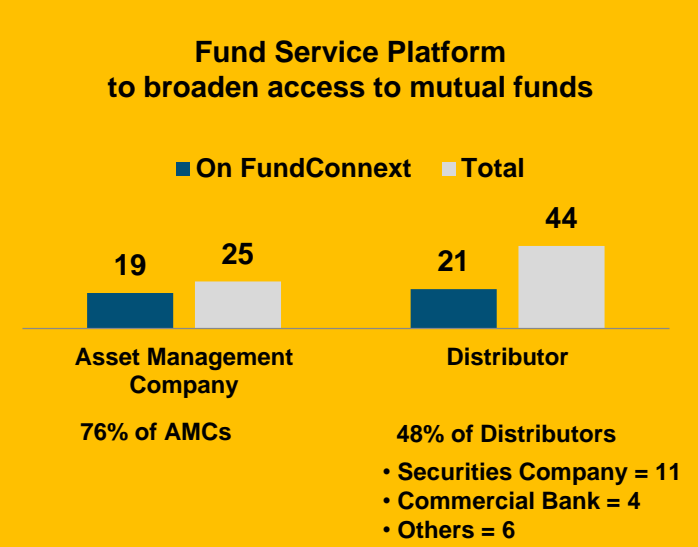 Fund Service Platform
to broaden access to mutual funds
On FundConnext Total
19 25 21 44
Asset Management
Company
Distributor
76% of AMCs
48% of Distributors
• Securities Company = 11
• Commercial Bank = 4
• Others = 6